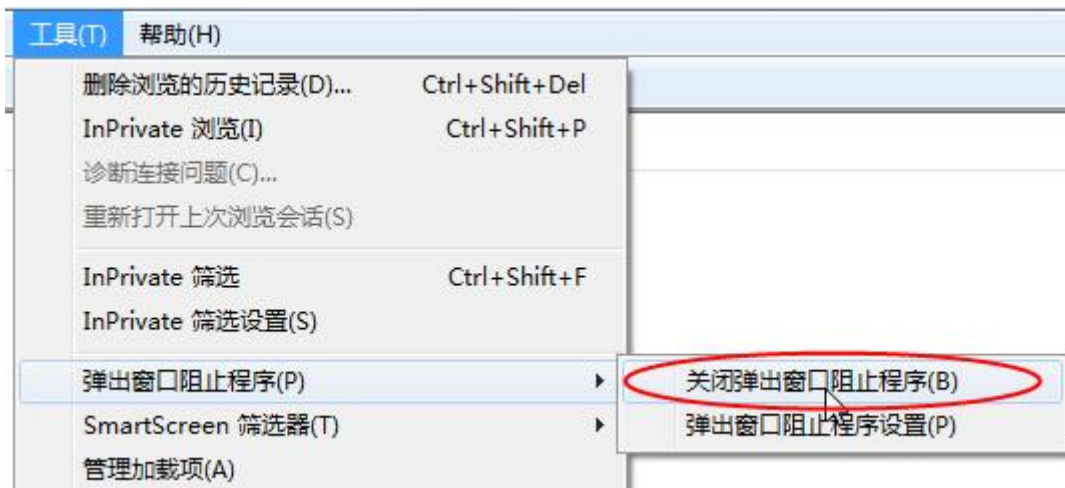 工具(T) 帮助(H)
删除浏览的历史记录(D)... Ctrl+Shift+Del
InPrivate 浏览(I) Ctrl+Shift+P
诊断连接问题(C)...
重新打开上次浏览会话(S)
InPrivate 筛选 Ctrl+Shift+F
InPrivate 筛选设置(S)
弹出窗口阻止程序(P) 关闭弹出窗口阻止程序(B)
SmartScreen 筛选器(T) 弹出窗口阻止程序设置(P)
管理加载项(A)